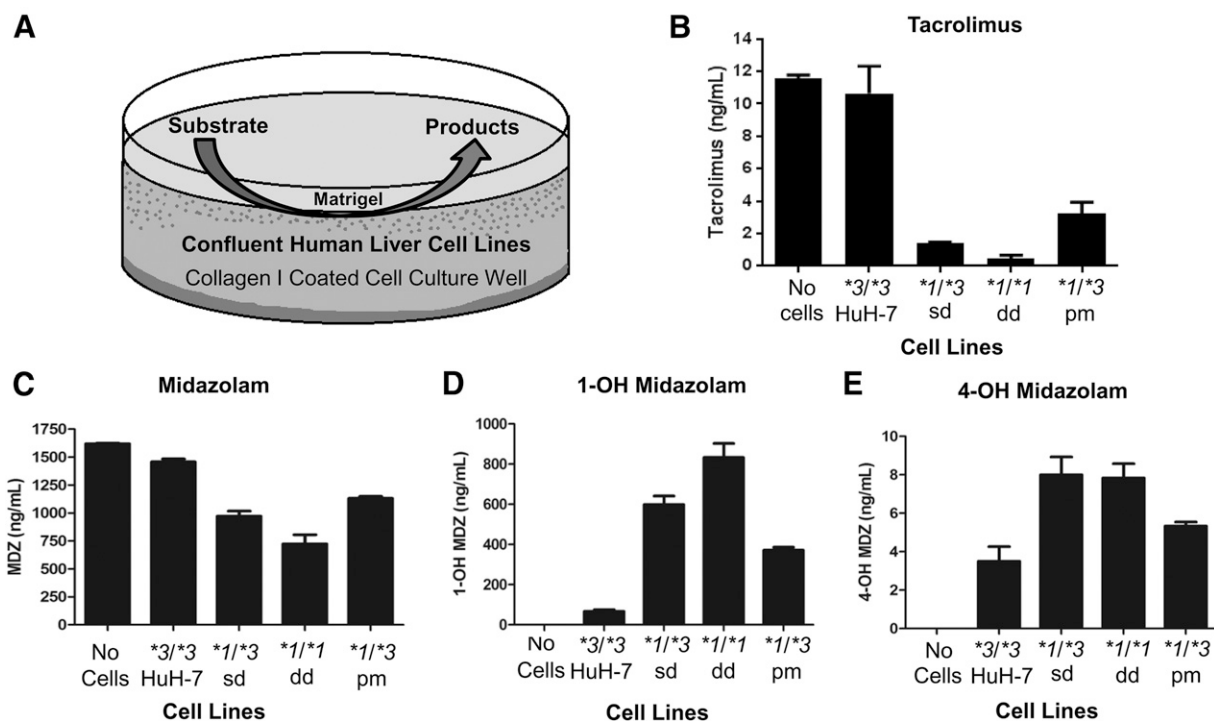 A
Substrate
Products
Matrigel
Confluent Human Liver Cell Lines
Collagen I Coated Cell Culture Well
B
Tacrolimus
Tacrolimus (ng/mL)
14
12
10
8
6
4
2
0
No cells
*3/*3 HuH-7
*1/*3 sd
*1/*1 dd
*1/*3 pm
Cell Lines
C
Midazolam
MDZ (ng/mL)
1750
1500
1250
1000
750
500
250
0
No Cells
*3/*3 HuH-7
*1/*3 sd
*1/*1 dd
*1/*3 pm
Cell Lines
D
1-OH Midazolam
1-OH MDZ (ng/mL)
1000
800
600
400
200
0
No Cells
*3/*3 HuH-7
*1/*3 sd
*1/*1 dd
*1/*3 pm
Cell Lines
E
4-OH Midazolam
4-OH MDZ (ng/mL)
10
8
6
4
2
0
No Cells
*3/*3 HuH-7
*1/*3 sd
*1/*1 dd
*1/*3 pm
Cell Lines